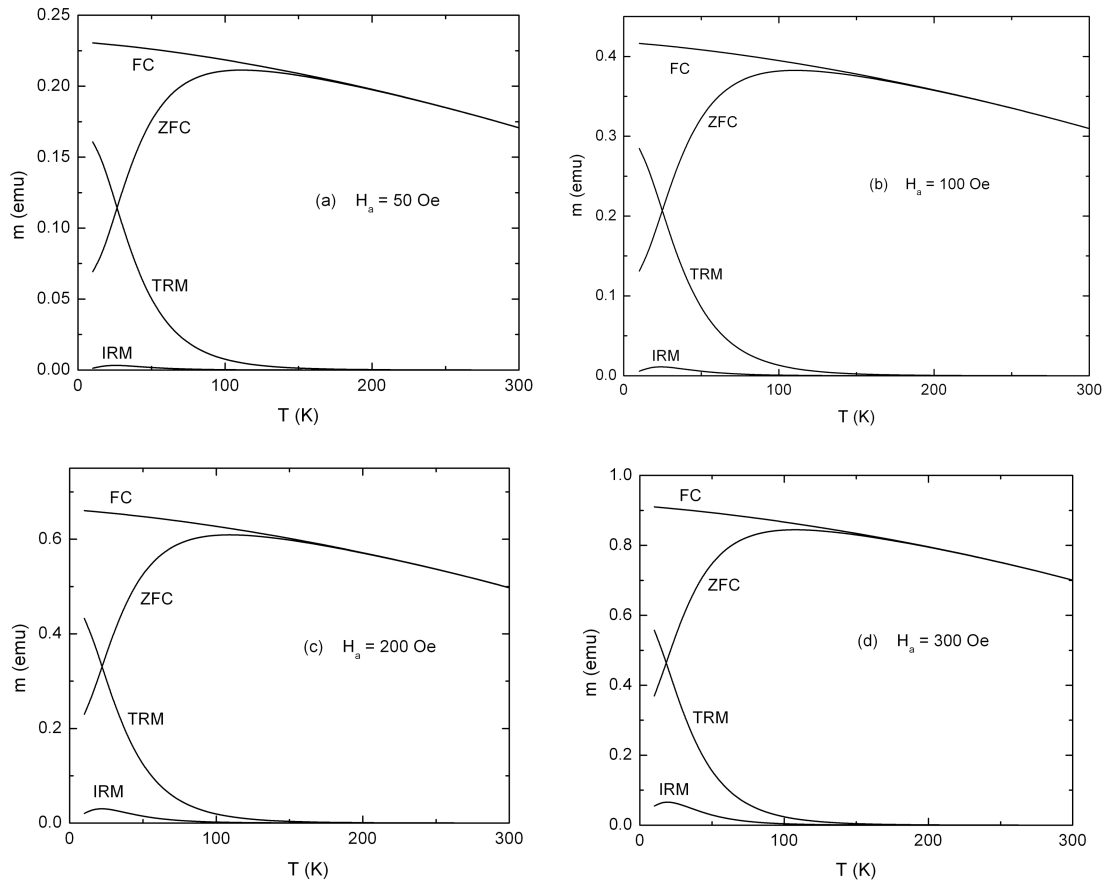 0.25
0.20
0.15
0.10
0.05
0.00
m (emu)
FC
ZFC
TRM
IRM
(a) Hₐ = 50 Oe
0 100 200 300
T (K)
0.4
0.3
0.2
0.1
0.0
m (emu)
FC
ZFC
TRM
IRM
(b) Hₐ = 100 Oe
0 100 200 300
T (K)
0.6
0.4
0.2
0.0
m (emu)
FC
ZFC
TRM
IRM
(c) Hₐ = 200 Oe
0 100 200 300
T (K)
1.0
0.8
0.6
0.4
0.2
0.0
m (emu)
FC
ZFC
TRM
IRM
(d) Hₐ = 300 Oe
0 100 200 300
T (K)